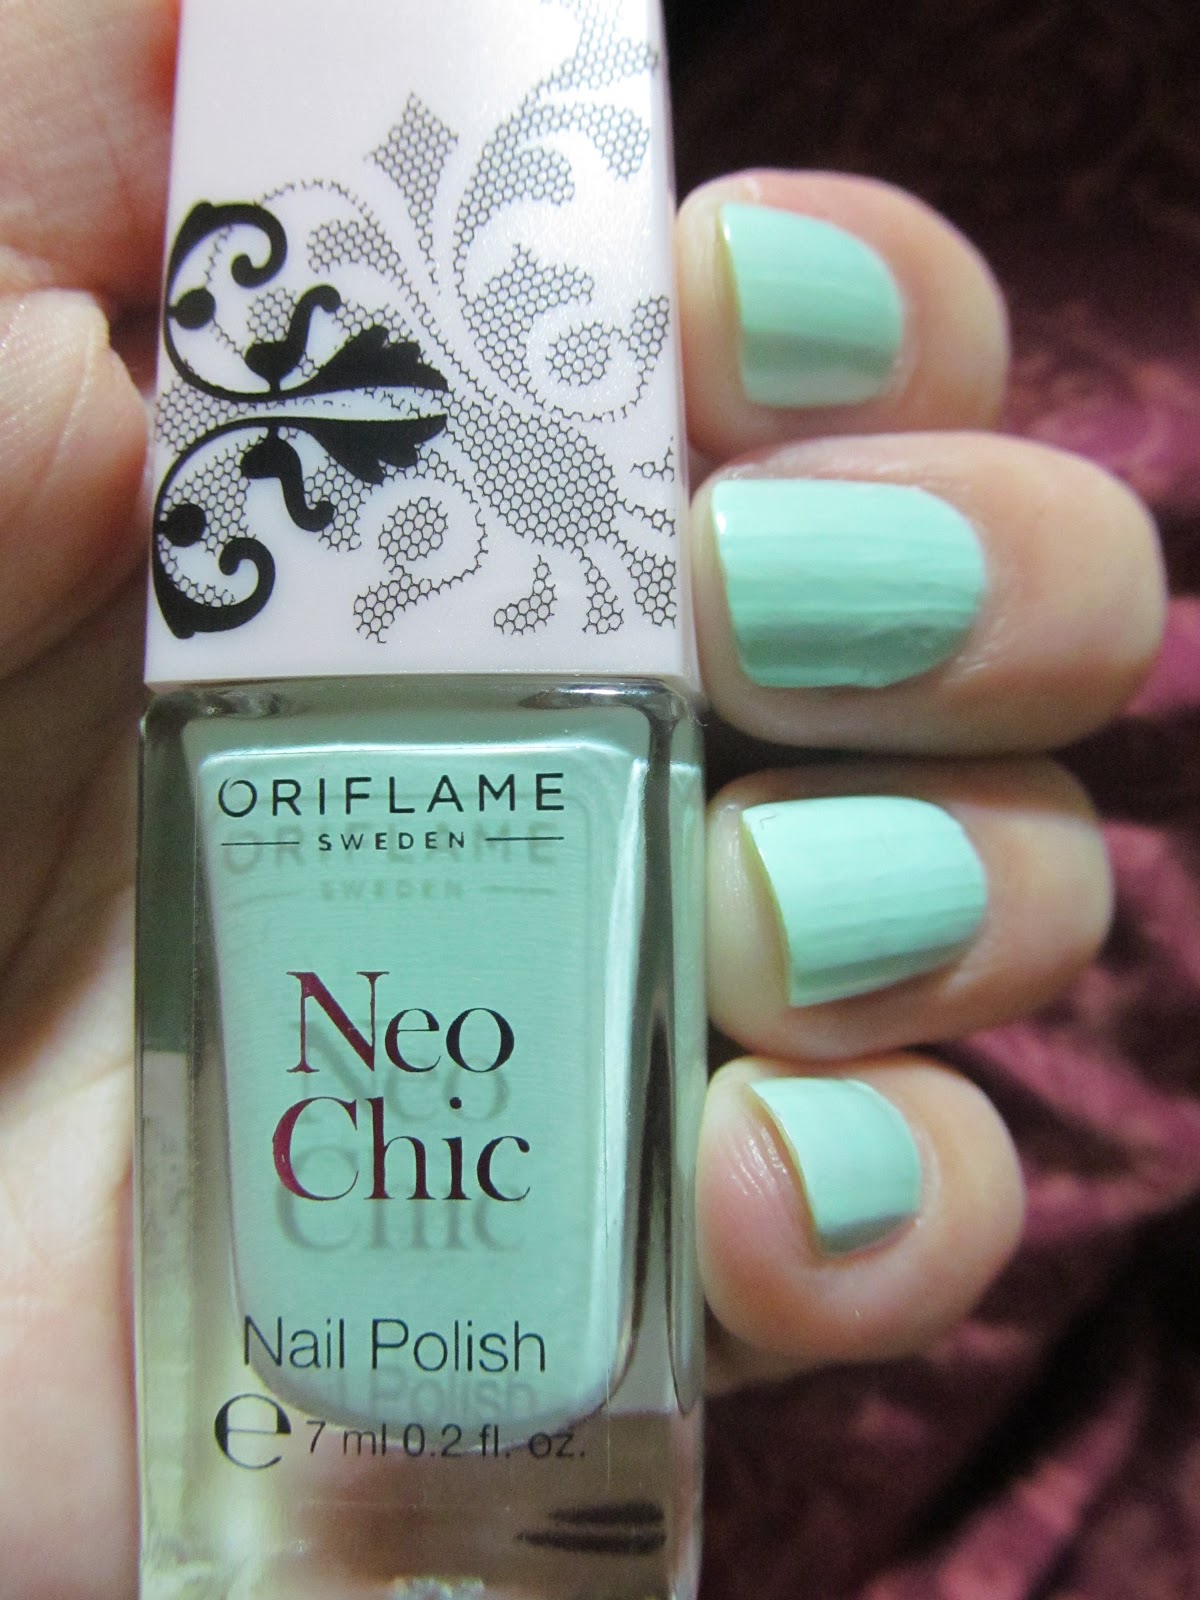 ORIFLAME
SWEDEN
Neo
Chic
Nail Polish
e 7 ml 0.2 fl. oz.